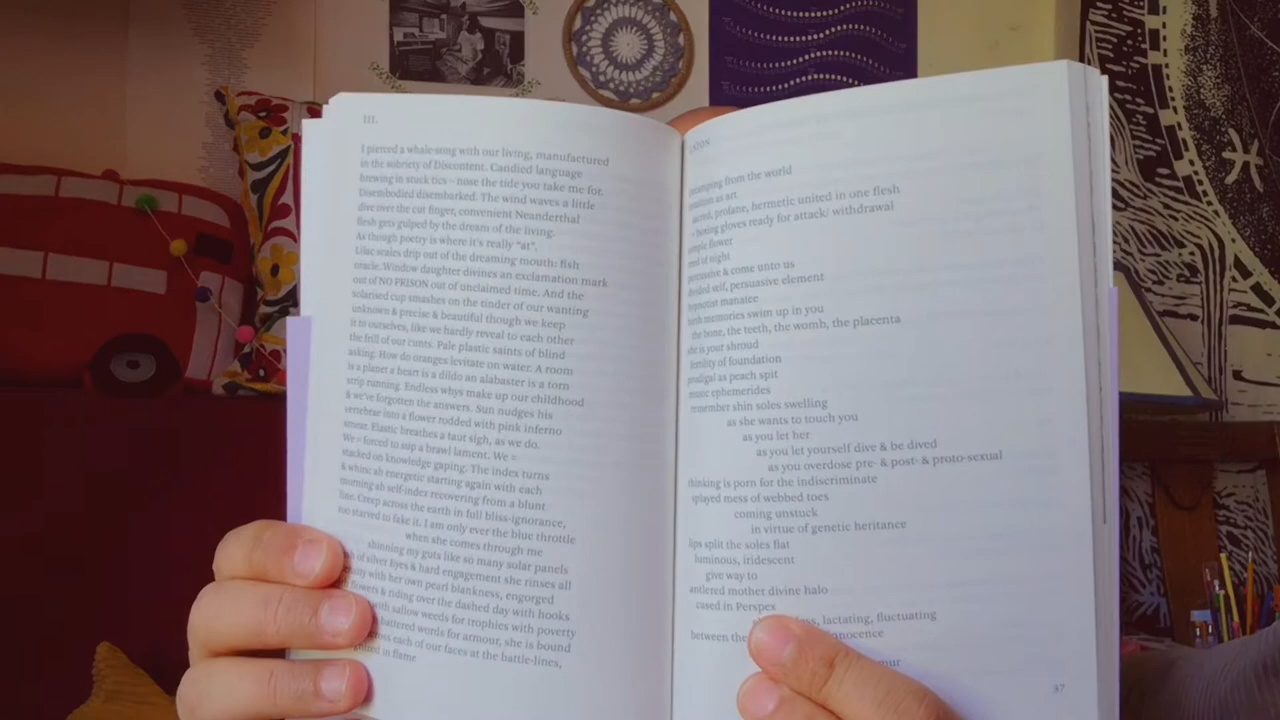 III.
I pierced a whale-song with our living, manufactured
in the sobriety of Discontent. Candied language
brewing in stuck tics – nose the tide you take me for.
Disembodied disembarked. The wind waves a little
dive over the cut finger, convenient Neanderthal
flesh gets gulped by the dream of the living.
As though poetry is where it's really "at".
Lilac scales drip out of the dreaming mouth: fish
oracle. Window daughter divines an exclamation mark
out of NO PRISON out of unclaimed time. And the
solarised cup smashes on the tinder of our wanting
unknown & precise & beautiful though we keep
it to ourselves, like we hardly reveal to each other
the frill of our cunts. Pale plastic saints of blind
asking. How do oranges levitate on water. A room
is a planet a heart is a dildo an alabaster is a torn
strip running. Endless whys make up our childhood
& we've forgotten the answers. Sun nudges his
vertebrae into a flower rodded with pink inferno
smear. Elastic breathes a taut sigh, as we do.
We = forced to sup a brawl lament. We =
stacked on knowledge gaping. The index turns
& whirs: ah energetic starting again with each
morning ah self-index recovering from a blunt
line. Creep across the earth in full bliss-ignorance,
too starved to fake it. I am only ever the blue throttle
when she comes through me
shinning my guts like so many solar panels
of silver eyes & hard engagement she rinses all
with her own pearl blankness, engorged
flowers & riding over the dashed day with hooks
with sallow weeds for trophies with poverty
battered words for armour, she is bound
across each of our faces at the battle-lines,
in flame
from the world
as art
sacred, profane, hermetic united in one flesh
boxing gloves ready for attack/ withdrawal
flower
of night
& come unto us
divided self, persuasive element
hypnotist manatee
memories swim up in you
the bone, the teeth, the womb, the placenta
she is your shroud
fertility of foundation
prodigal as peach spit
ephemerides
remember shin soles swelling
as she wants to touch you
as you let her
as you let yourself dive & be dived
as you overdose pre- & post- & proto-sexual
thinking is porn for the indiscriminate
splayed mess of webbed toes
coming unstuck
in virtue of genetic heritance
lips split the soles flat
luminous, iridescent
give way to
antlered mother divine halo
cased in Perspex
lactating, fluctuating
between the innocence
37